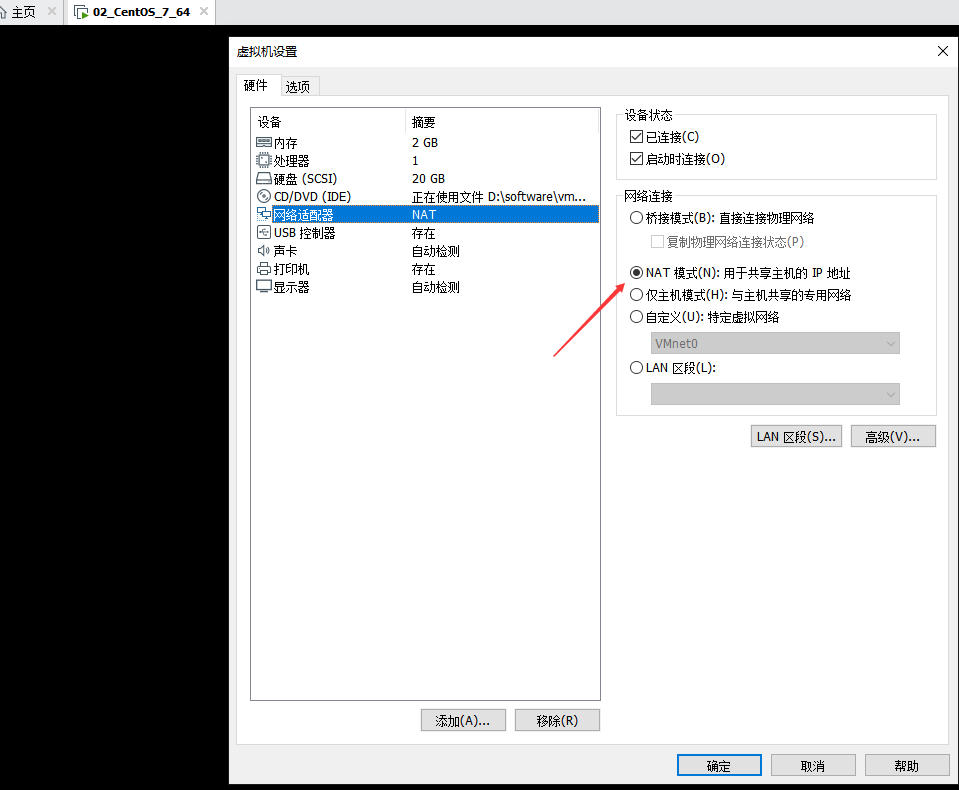 主页
02_CentOS_7_64
虚拟机设置
硬件
选项
设备 摘要
内存 2 GB
处理器 1
硬盘 (SCSI) 20 GB
CD/DVD (IDE) 正在使用文件 D:\software\vm...
网络适配器 NAT
USB 控制器 存在
声卡 自动检测
打印机 存在
显示器 自动检测
添加(A)...
移除(R)
设备状态
已连接(C)
启动时连接(O)
网络连接
桥接模式(B): 直接连接物理网络
复制物理网络连接状态(P)
NAT 模式(N): 用于共享主机的 IP 地址
仅主机模式(H): 与主机共享的专用网络
自定义(U): 特定虚拟网络
VMnet0
LAN 区段(L):
LAN 区段(S)...
高级(V)...
确定
取消
帮助